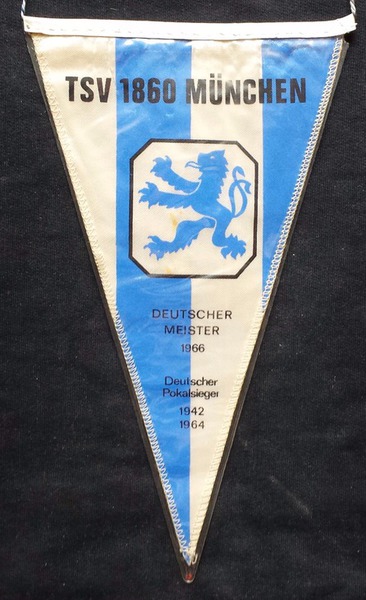 TSV 1860 MÜNCHEN
DEUTSCHER
MEISTER
1966
Deutscher
Pokalsieger
1942
1964